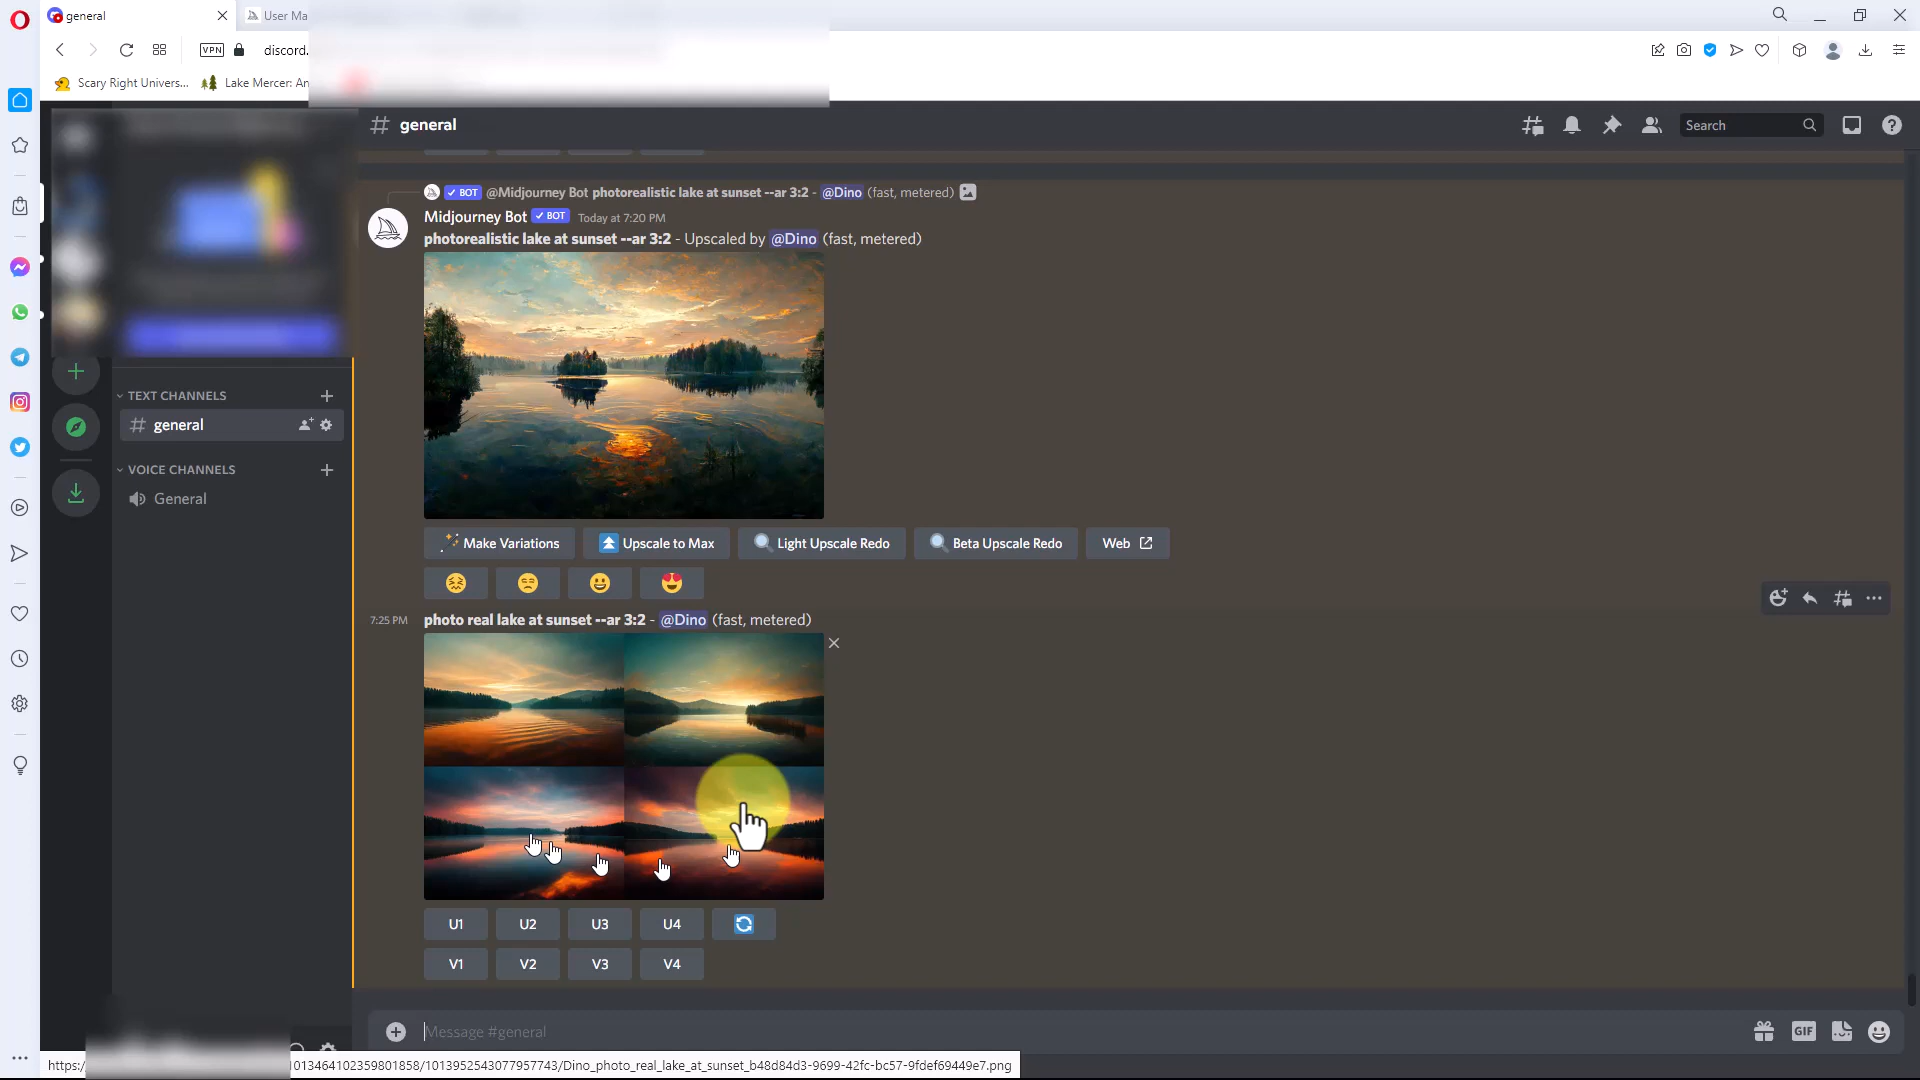 general
User Ma
VPN
discord.
Scary Right Univers...
Lake Mercer: An
general
Search
BOT @Midjourney Bot photorealistic lake at sunset --ar 3:2 - @Dino (fast, metered)
Midjourney Bot BOT Today at 7:20 PM
photorealistic lake at sunset --ar 3:2 - Upscaled by @Dino (fast, metered)
TEXT CHANNELS
general
VOICE CHANNELS
General
Make Variations
Upscale to Max
Light Upscale Redo
Beta Upscale Redo
Web
7:25 PM photo real lake at sunset --ar 3:2 - @Dino (fast, metered)
U1 U2 U3 U4
V1 V2 V3 V4
Message #general
GIF
https:/
1013464102359801858/1013952543077957743/Dino_photo_real_lake_at_sunset_b48d84d3-9699-42fc-bc57-9fdef69449e7.png